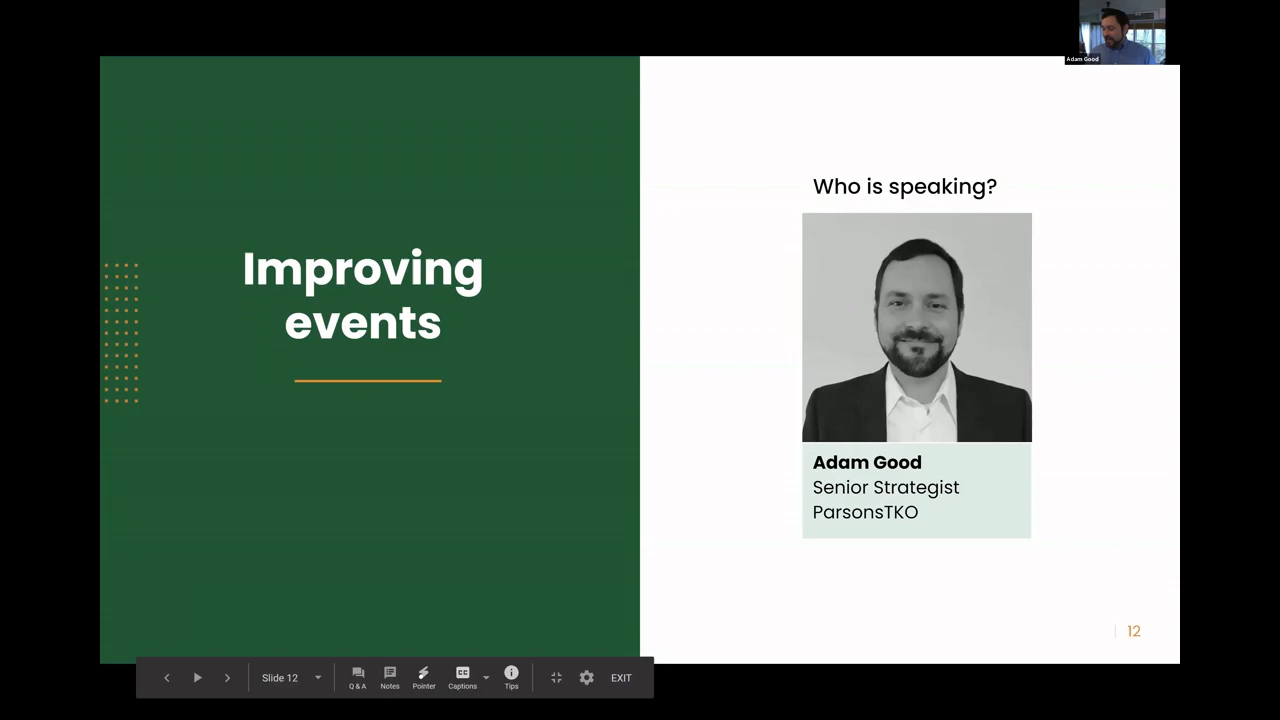 Adam Good
Improving
events
Who is speaking?
Adam Good
Senior Strategist
ParsonsTKO
12
Slide 12
Q & A
Notes
Pointer
CC
Captions
Tips
EXIT